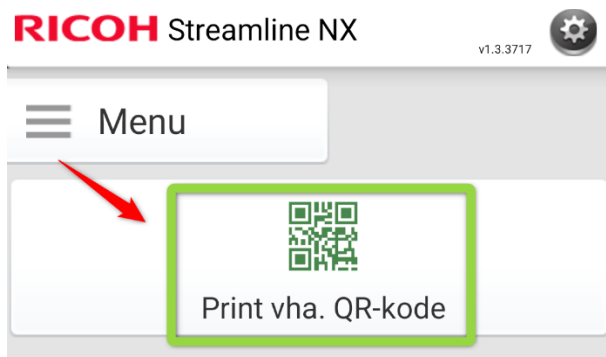 RICOH Streamline NX
v1.3.3717
Menu
Print vha. QR-kode